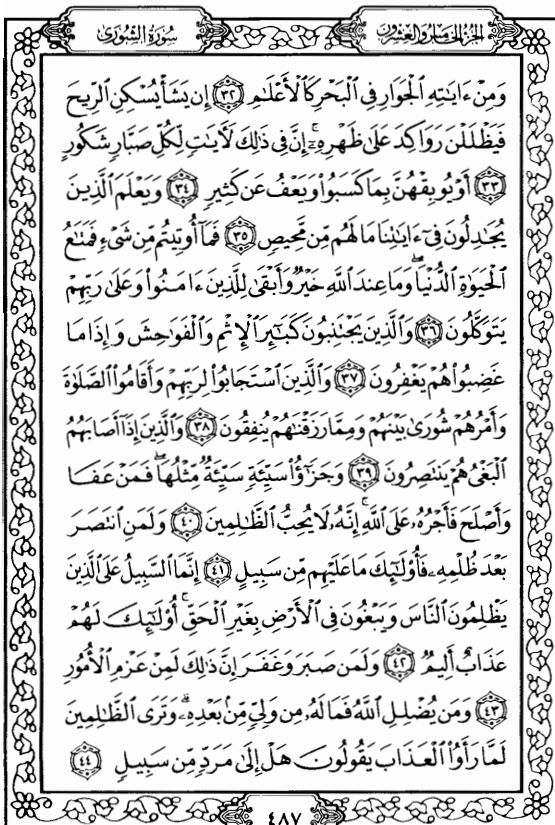 الجزء الخامس والعشرون سورة الشورى
وَمِنْ ءَايَٰتِهِ ٱلْجَوَارِ فِى ٱلْبَحْرِ كَٱلْأَعْلَٰمِ ٣٢ إِن يَشَأْ يُسْكِنِ ٱلرِّيحَ
فَيَظْلَلْنَ رَوَاكِدَ عَلَىٰ ظَهْرِهِۦٓ ۚ إِنَّ فِى ذَٰلِكَ لَءَايَٰتٍ لِّكُلِّ صَبَّارٍ شَكُورٍ
٣٣ أَوْ يُوبِقْهُنَّ بِمَا كَسَبُوا۟ وَيَعْفُ عَن كَثِيرٍ ٣٤ وَيَعْلَمَ ٱلَّذِينَ
يُجَٰدِلُونَ فِىٓ ءَايَٰتِنَا مَا لَهُم مِّن مَّحِيصٍ ٣٥ فَمَآ أُوتِيتُم مِّن شَىْءٍ فَمَتَٰعُ
ٱلْحَيَوٰةِ ٱلدُّنْيَا ۖ وَمَا عِندَ ٱللَّهِ خَيْرٌ وَأَبْقَىٰ لِلَّذِينَ ءَامَنُوا۟ وَعَلَىٰ رَبِّهِمْ
يَتَوَكَّلُونَ ٣٦ وَٱلَّذِينَ يَجْتَنِبُونَ كَبَٰٓئِرَ ٱلْإِثْمِ وَٱلْفَوَٰحِشَ وَإِذَا مَا
غَضِبُوا۟ هُمْ يَغْفِرُونَ ٣٧ وَٱلَّذِينَ ٱسْتَجَابُوا۟ لِرَبِّهِمْ وَأَقَامُوا۟ ٱلصَّلَوٰةَ
وَأَمْرُهُمْ شُورَىٰ بَيْنَهُمْ وَمِمَّا رَزَقْنَٰهُمْ يُنفِقُونَ ٣٨ وَٱلَّذِينَ إِذَآ أَصَابَهُمُ
ٱلْبَغْىُ هُمْ يَنتَصِرُونَ ٣٩ وَجَزَٰٓؤُا۟ سَيِّئَةٍ سَيِّئَةٌ مِّثْلُهَا ۖ فَمَنْ عَفَا
وَأَصْلَحَ فَأَجْرُهُۥ عَلَى ٱللَّهِ ۚ إِنَّهُۥ لَا يُحِبُّ ٱلظَّٰلِمِينَ ٤٠ وَلَمَنِ ٱنتَصَرَ
بَعْدَ ظُلْمِهِۦ فَأُو۟لَٰٓئِكَ مَا عَلَيْهِم مِّن سَبِيلٍ ٤١ إِنَّمَا ٱلسَّبِيلُ عَلَى ٱلَّذِينَ
يَظْلِمُونَ ٱلنَّاسَ وَيَبْغُونَ فِى ٱلْأَرْضِ بِغَيْرِ ٱلْحَقِّ ۚ أُو۟لَٰٓئِكَ لَهُمْ
عَذَابٌ أَلِيمٌ ٤٢ وَلَمَن صَبَرَ وَغَفَرَ إِنَّ ذَٰلِكَ لَمِنْ عَزْمِ ٱلْأُمُورِ
٤٣ وَمَن يُضْلِلِ ٱللَّهُ فَمَا لَهُۥ مِن وَلِىٍّ مِّنۢ بَعْدِهِۦ ۗ وَتَرَى ٱلظَّٰلِمِينَ
لَمَّا رَأَوُا۟ ٱلْعَذَابَ يَقُولُونَ هَلْ إِلَىٰ مَرَدٍّ مِّن سَبِيلٍ ٤٤
٤٨٧